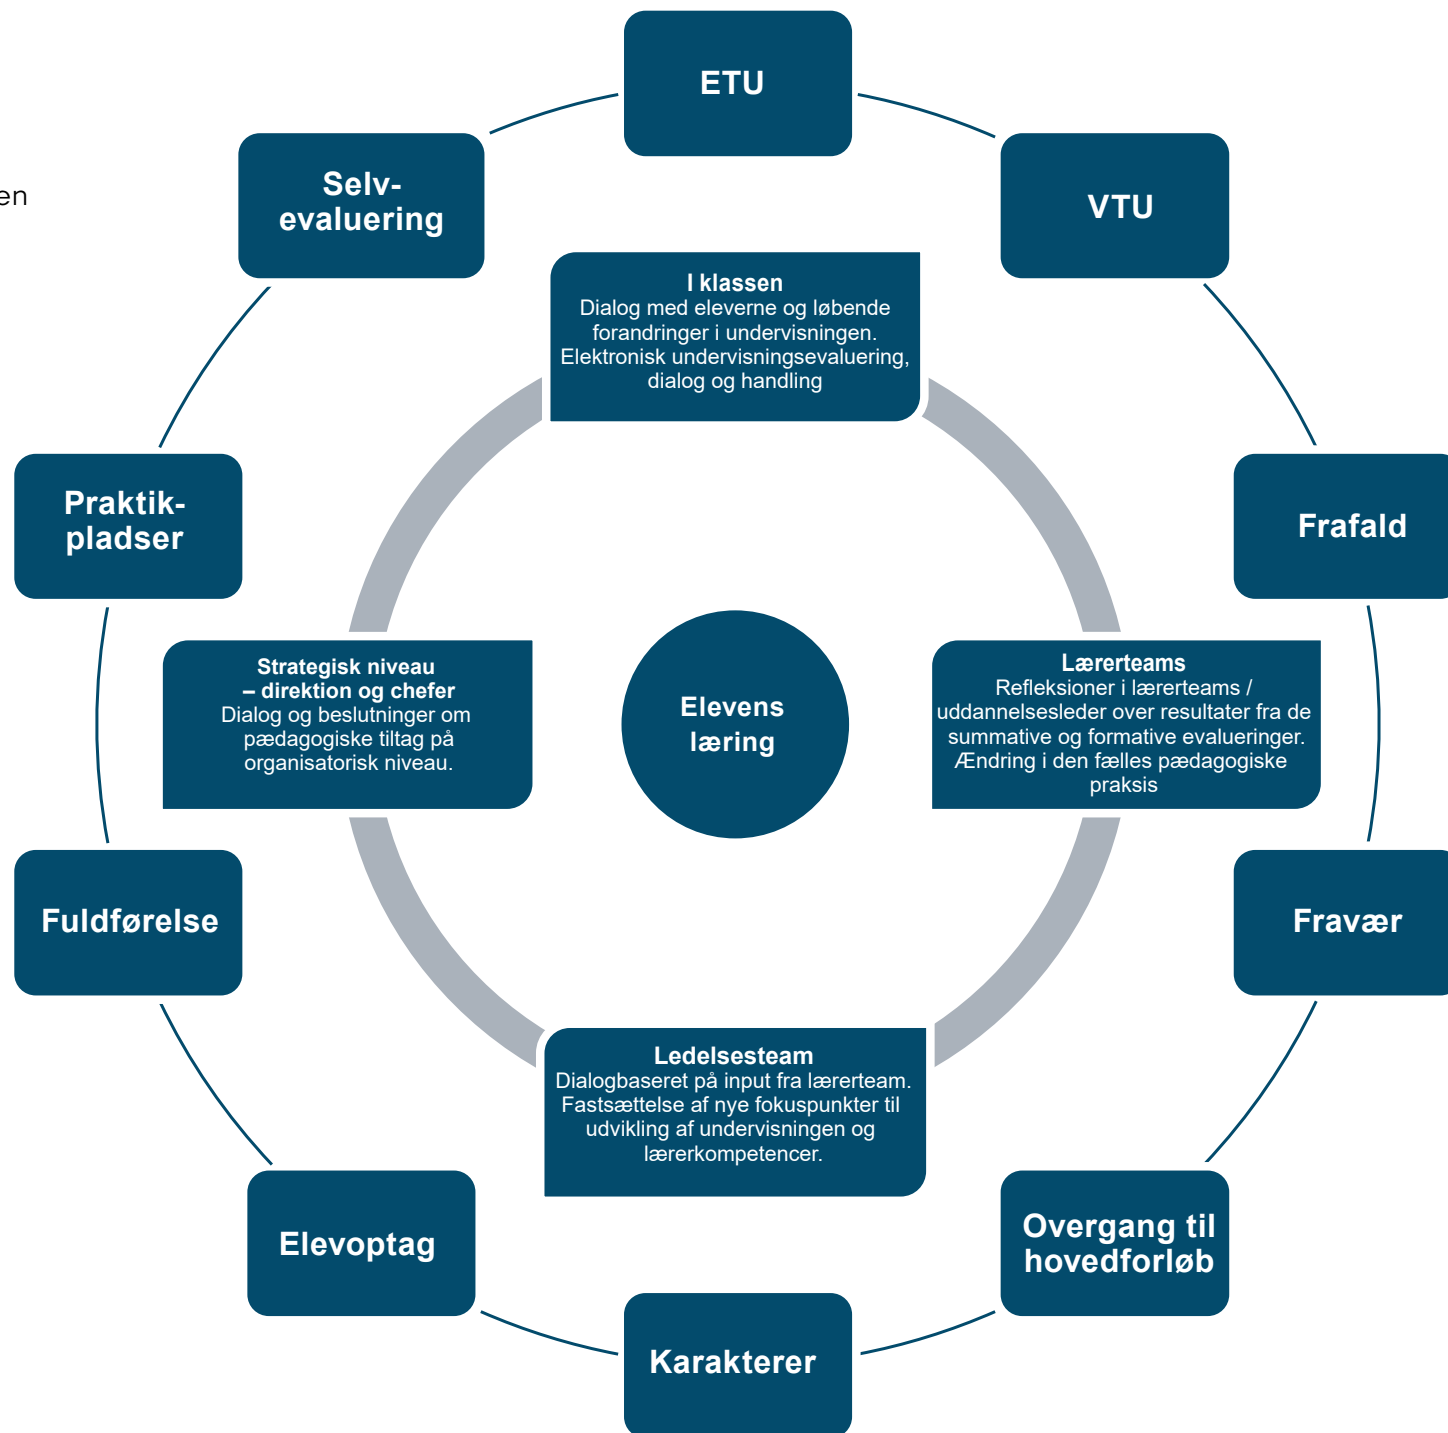 ETU
Selv-
evaluering
en
VTU
I klassen
Dialog med eleverne og løbende
forandringer i undervisningen.
Elektronisk undervisningsevaluering,
dialog og handling
Praktik-
pladser
Frafald
Strategisk niveau
– direktion og chefer
Dialog og beslutninger om
pædagogiske tiltag på
organisatorisk niveau.
Elevens
læring
Lærerteams
Refleksioner i lærerteams /
uddannelsesleder over resultater fra de
summative og formative evalueringer.
Ændring i den fælles pædagogiske
praksis
Fuldførelse
Fravær
Ledelsesteam
Dialogbaseret på input fra lærerteam.
Fastsættelse af nye fokuspunkter til
udvikling af undervisningen og
lærerkompetencer.
Elevoptag
Overgang til
hovedforløb
Karakterer